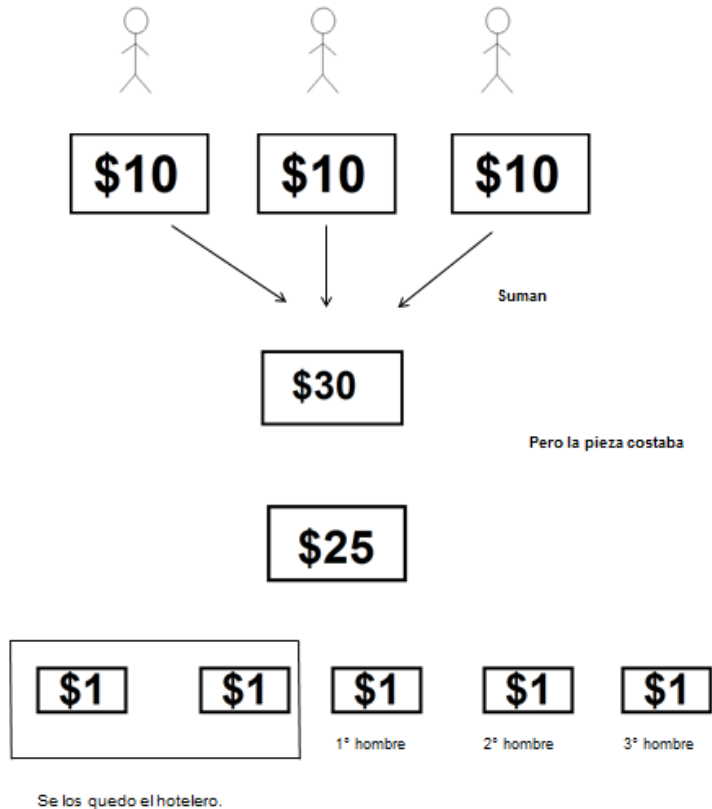 $10 $10 $10
Suman
$30
Pero la pieza costaba
$25
$1 $1 $1 $1 $1
1° hombre 2° hombre 3° hombre
Se los quedo el hotelero.